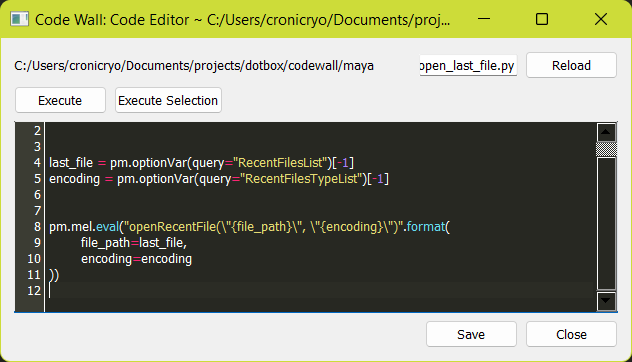 Code Wall: Code Editor ~ C:/Users/cronicryo/Documents/proj...
C:/Users/cronicryo/Documents/projects/dotbox/codewall/maya open_last_file.py Reload
Execute Execute Selection
2
3
4 last_file = pm.optionVar(query="RecentFilesList")[-1]
5 encoding = pm.optionVar(query="RecentFilesTypeList")[-1]
6
7
8 pm.mel.eval("openRecentFile(\"{file_path}\", \"{encoding}\")".format(
9 file_path=last_file,
10 encoding=encoding
11 ))
12
Save Close